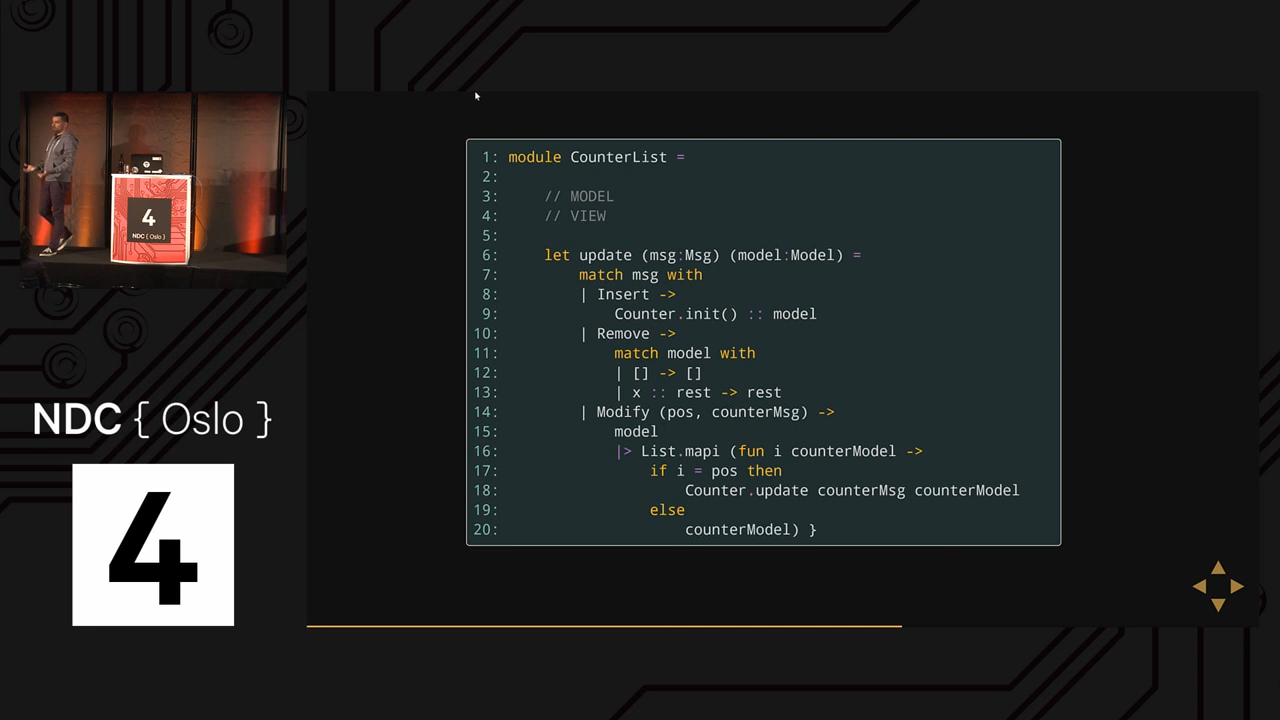 1: module CounterList =
2:
3:     // MODEL
4:     // VIEW
5:
6:     let update (msg:Msg) (model:Model) =
7:         match msg with
8:         | Insert ->
9:             Counter.init() :: model
10:         | Remove ->
11:             match model with
12:             | [] -> []
13:             | x :: rest -> rest
14:         | Modify (pos, counterMsg) ->
15:             model
16:             |> List.mapi (fun i counterModel ->
17:                 if i = pos then
18:                     Counter.update counterMsg counterModel
19:                 else
20:                     counterModel) }
4
NDC { Oslo }
NDC { Oslo }
4